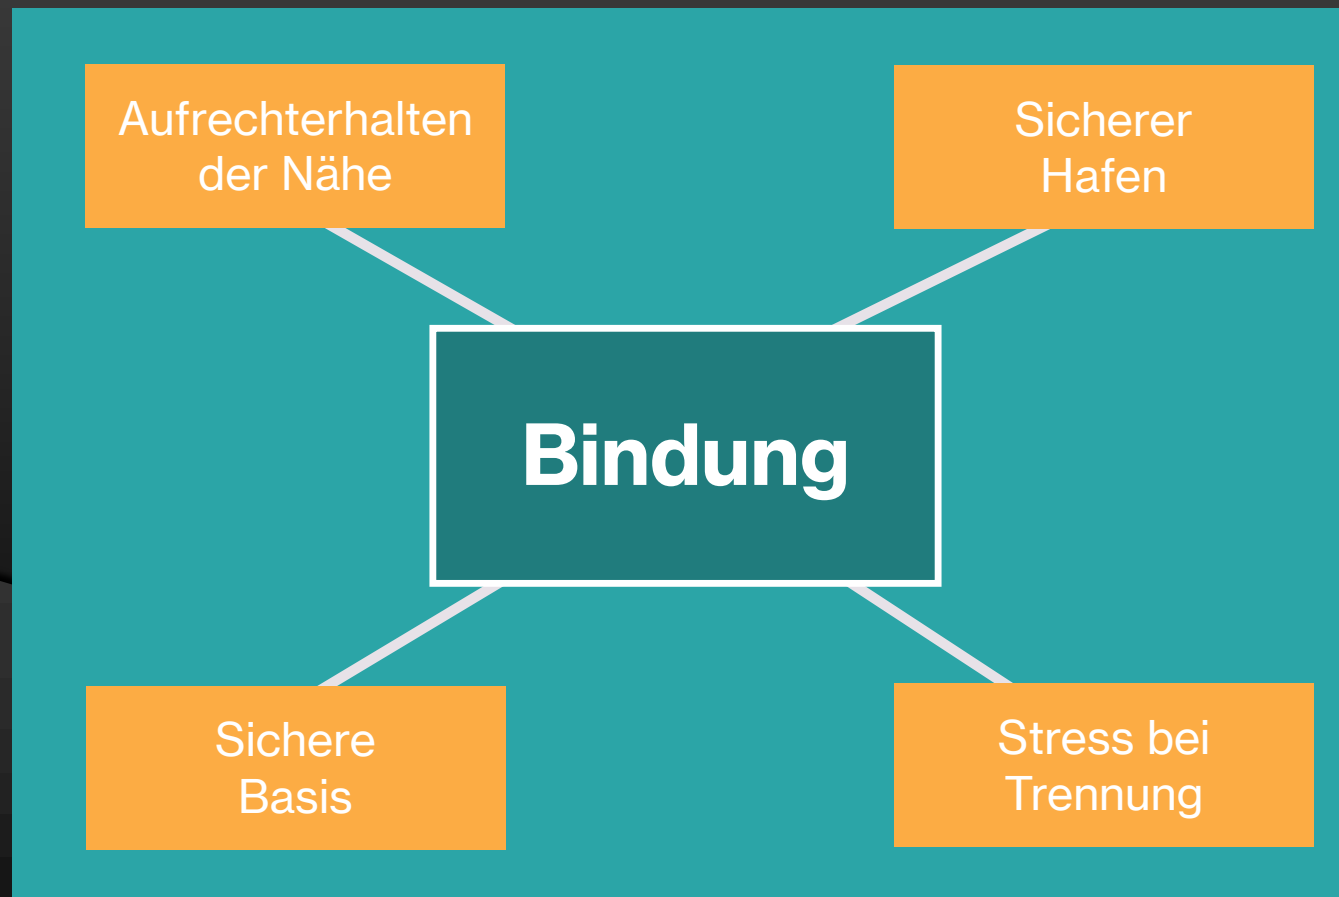 Aufrechterhalten
der Nähe
Sicherer
Hafen
Bindung
Sichere
Basis
Stress bei
Trennung